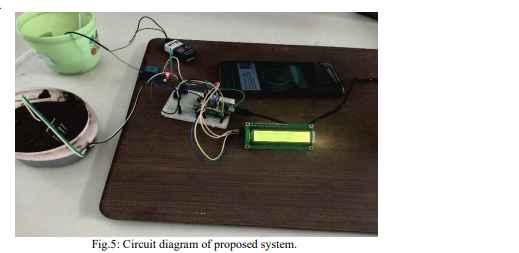 Fig.5: Circuit diagram of proposed system.